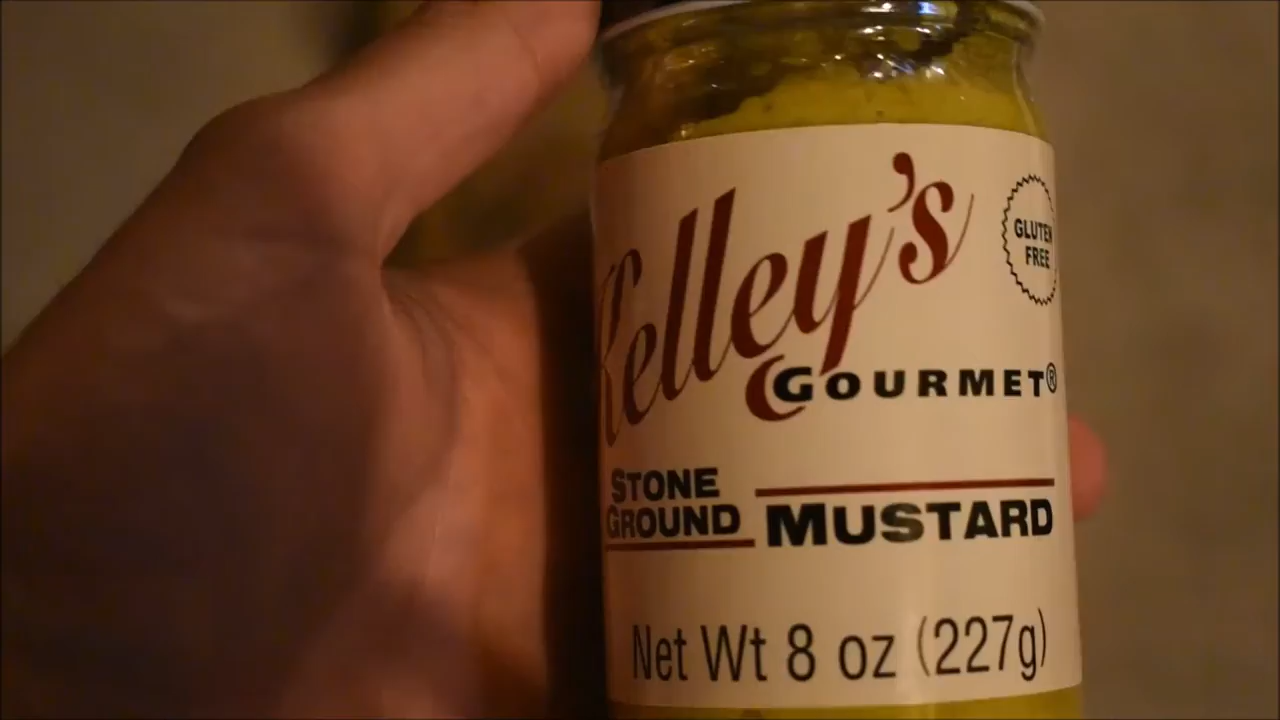 Kelley's
GOURMET®
GLUTEN
FREE
STONE
GROUND
MUSTARD
Net Wt 8 oz (227g)